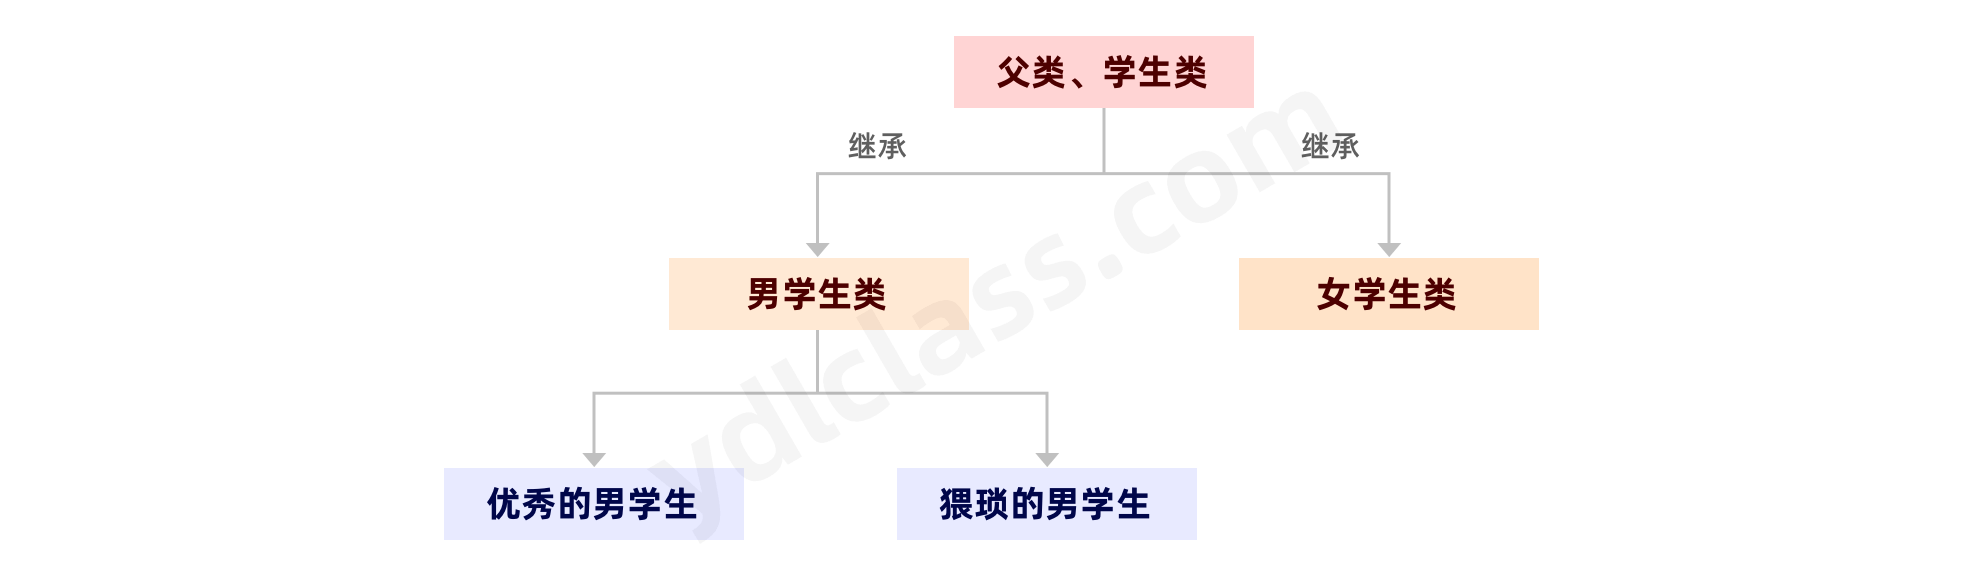 父类、学生类
继承
继承
男学生类
女学生类
优秀的男学生
猥琐的男学生
ydlclass.com